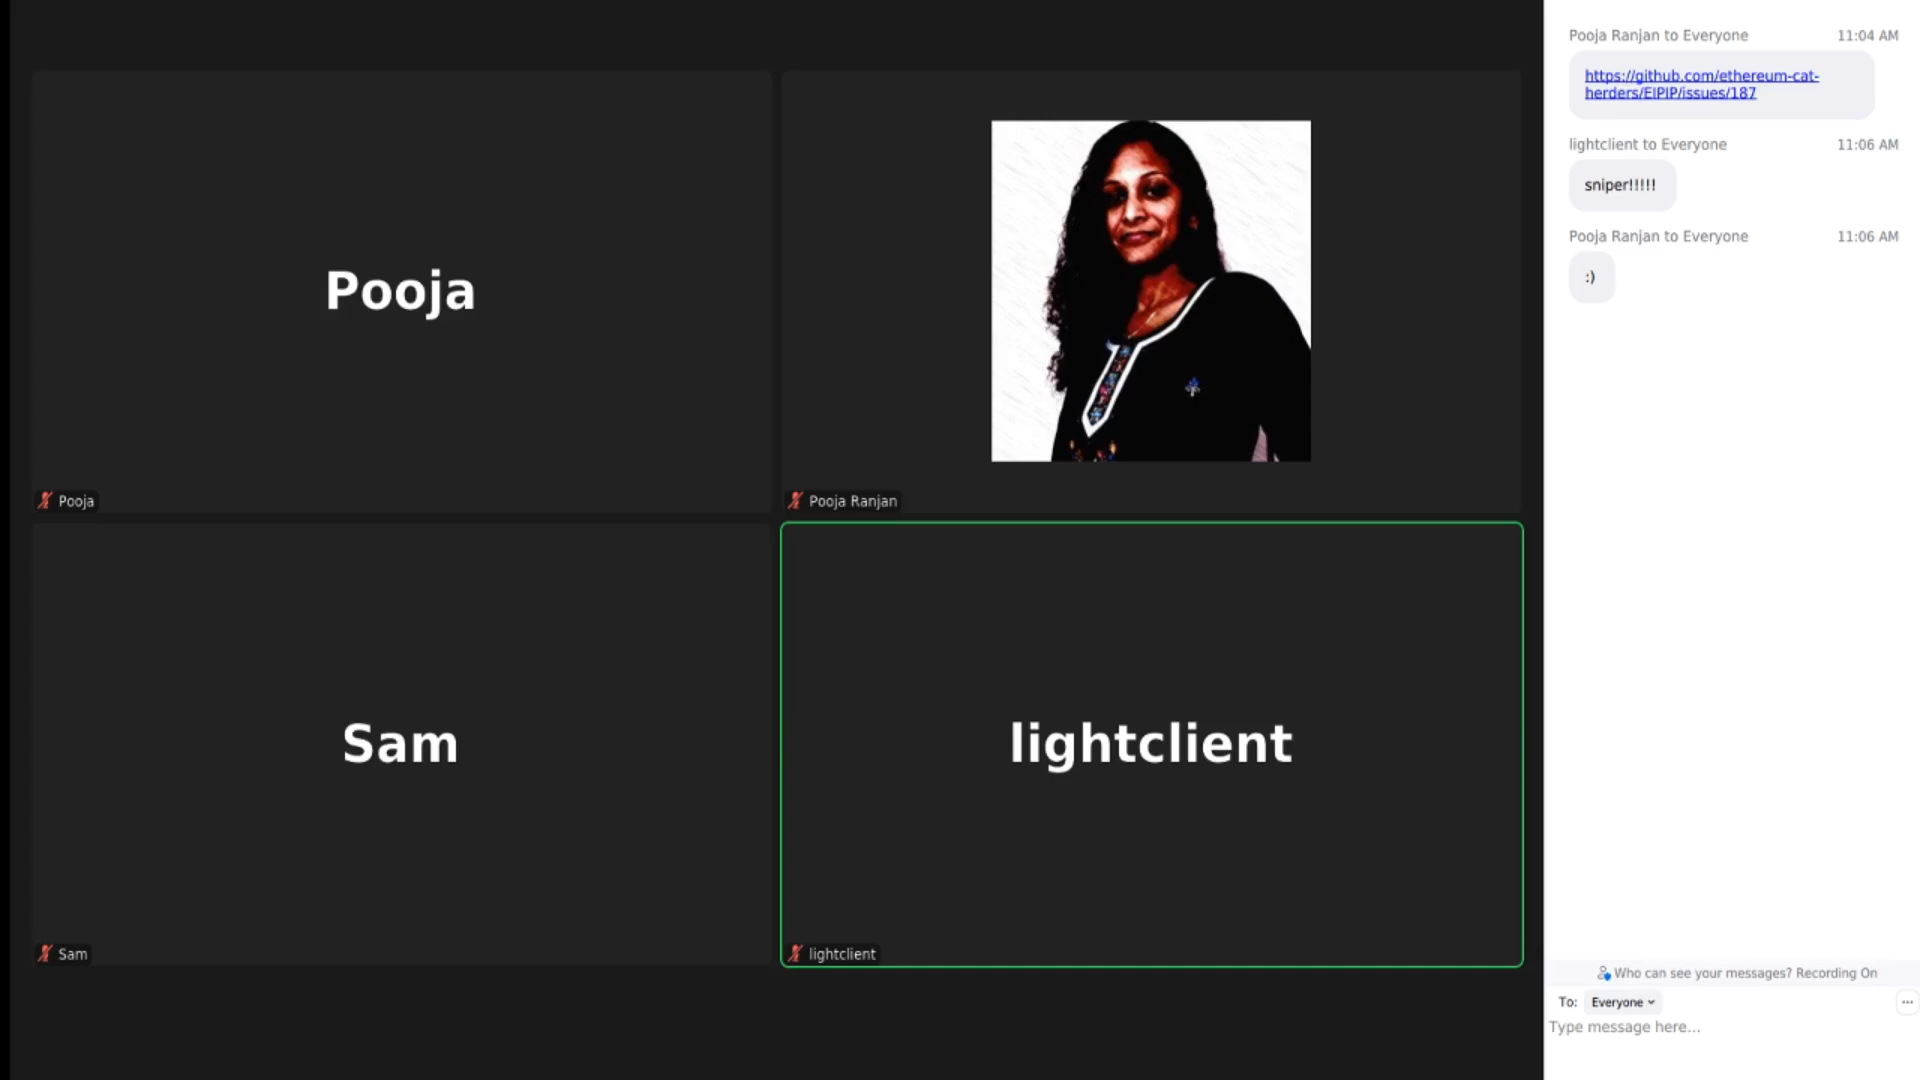 Pooja
Pooja
Pooja Ranjan
Sam
Sam
lightclient
lightclient
Pooja Ranjan to Everyone 11:04 AM
https://github.com/ethereum-cat-
herders/EIPIP/issues/187
lightclient to Everyone 11:06 AM
sniper!!!!!
Pooja Ranjan to Everyone 11:06 AM
:)
Who can see your messages? Recording On
To: Everyone
Type message here...